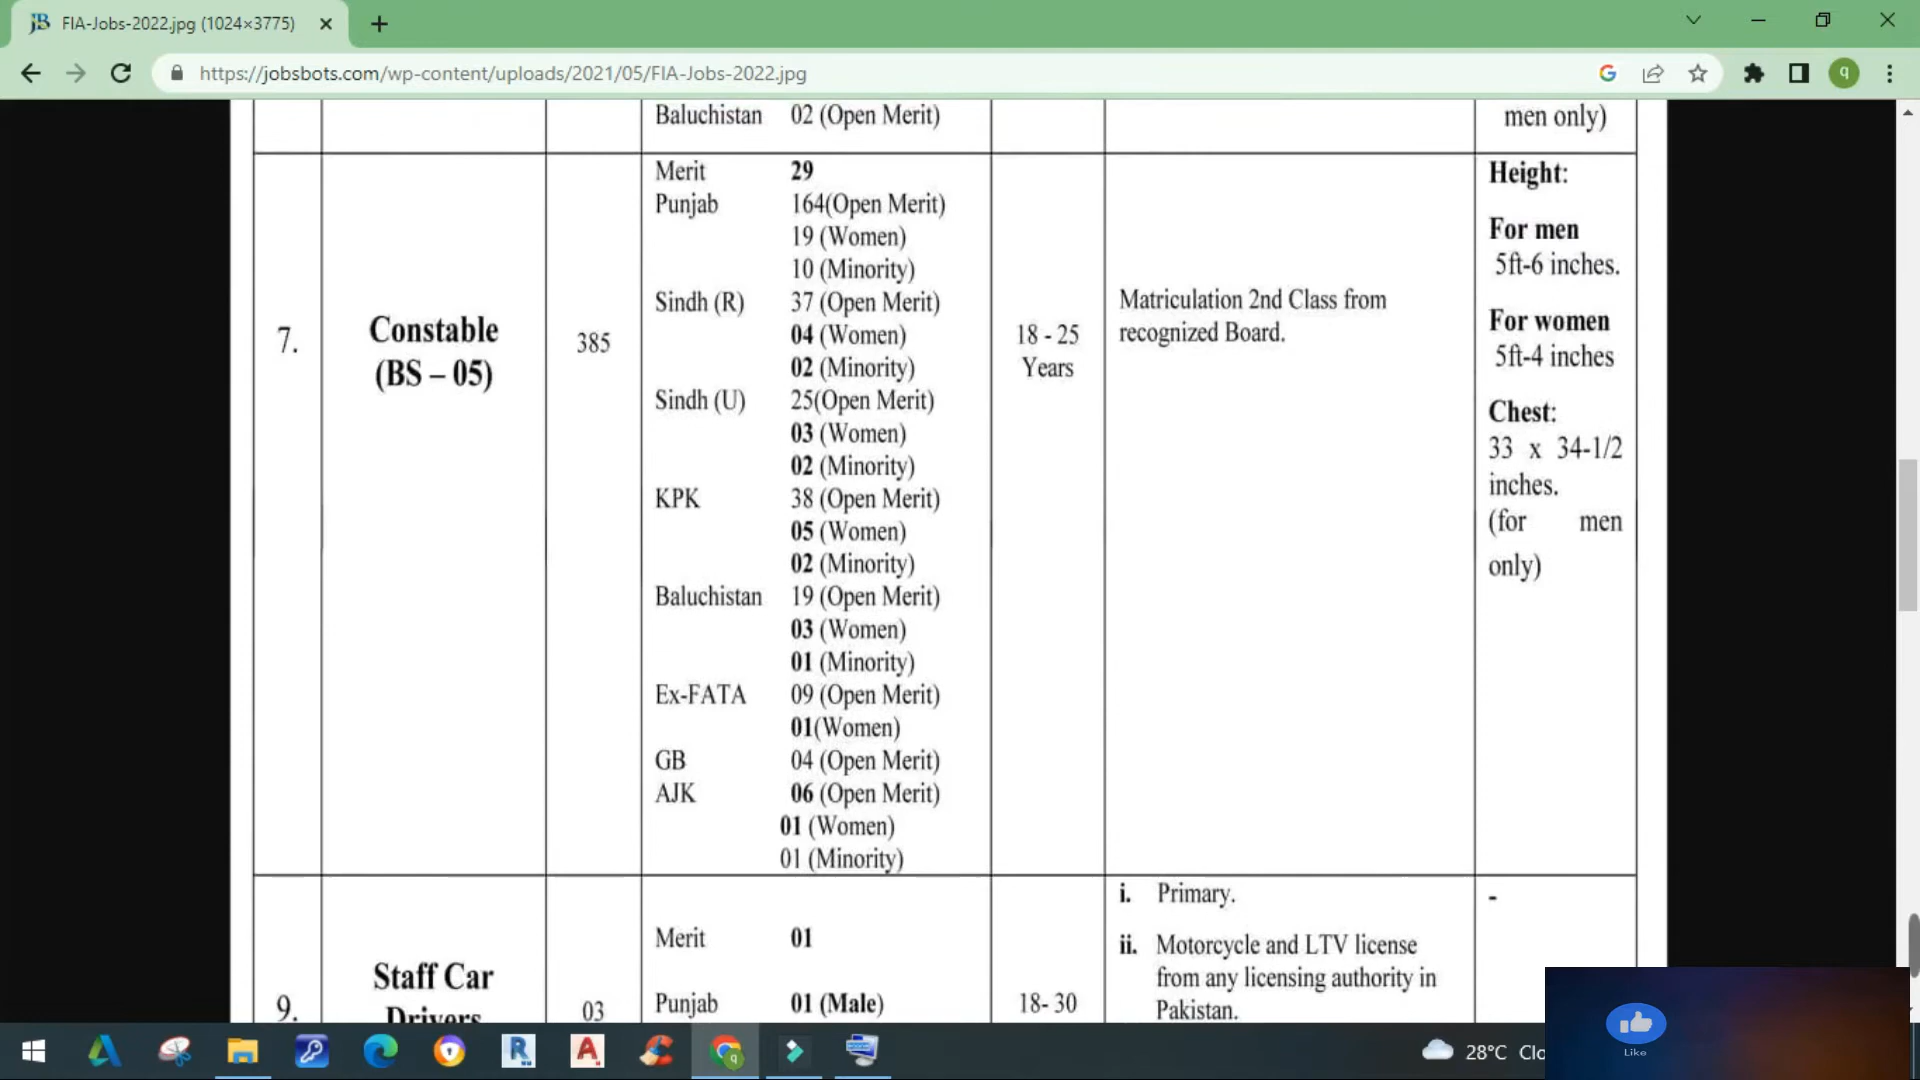 FIA-Jobs-2022.jpg (1024×3775)
https://jobsbots.com/wp-content/uploads/2021/05/FIA-Jobs-2022.jpg
q
Baluchistan 02 (Open Merit)
men only)
7.
Constable
(BS – 05)
385
Merit 29
Punjab 164(Open Merit)
19 (Women)
10 (Minority)
Sindh (R) 37 (Open Merit)
04 (Women)
02 (Minority)
Sindh (U) 25(Open Merit)
03 (Women)
02 (Minority)
KPK 38 (Open Merit)
05 (Women)
02 (Minority)
Baluchistan 19 (Open Merit)
03 (Women)
01 (Minority)
Ex-FATA 09 (Open Merit)
01(Women)
GB 04 (Open Merit)
AJK 06 (Open Merit)
01 (Women)
01 (Minority)
18 - 25
Years
Matriculation 2nd Class from
recognized Board.
Height:
For men
5ft-6 inches.
For women
5ft-4 inches
Chest:
33 x 34-1/2
inches.
(for men
only)
9.
Staff Car
Drivers
03
Merit 01
Punjab 01 (Male)
18- 30
i. Primary.
ii. Motorcycle and LTV license
from any licensing authority in
Pakistan.
-
28°C Clo
Like